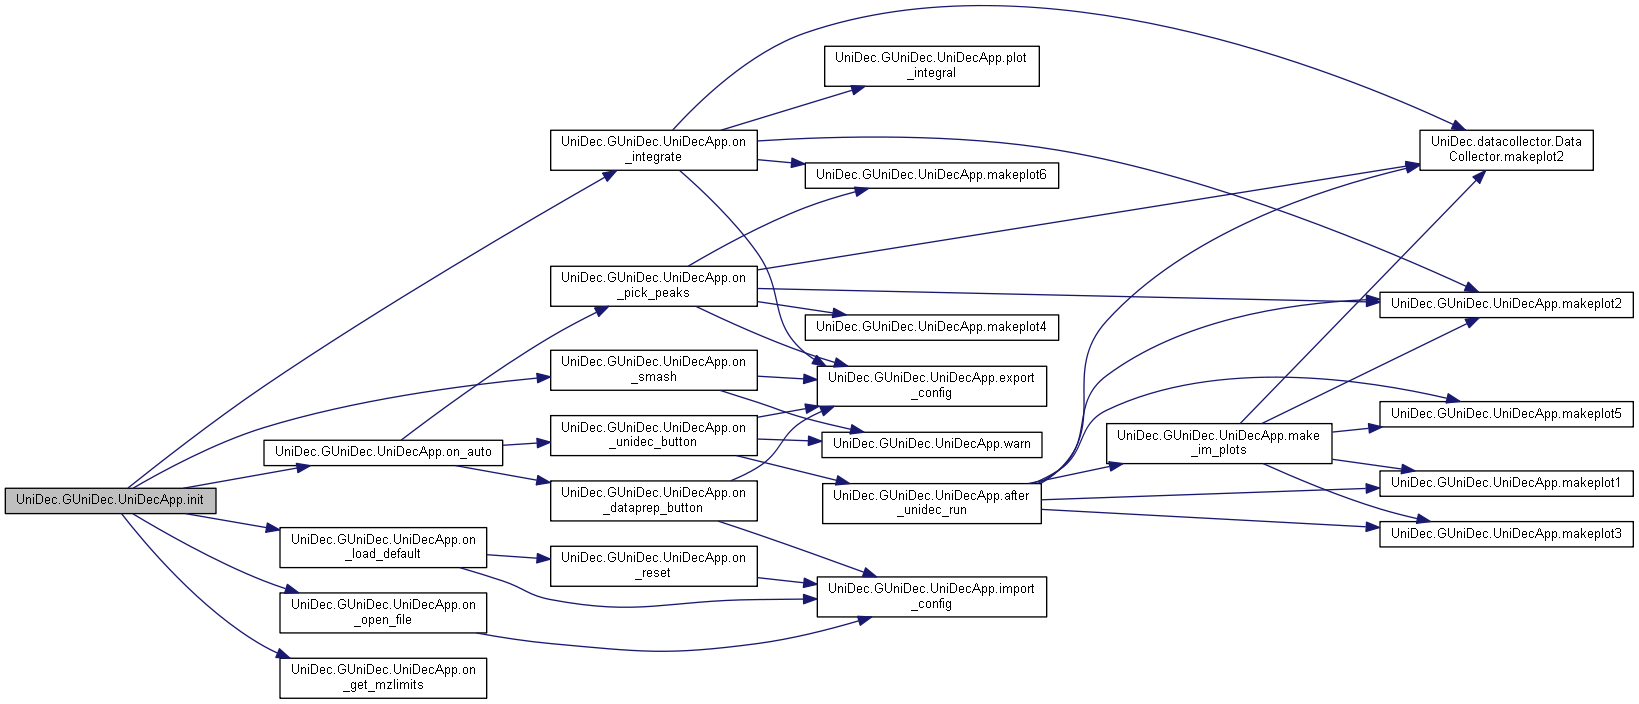 UniDec.GUniDec.UniDecApp.init
UniDec.GUniDec.UniDecApp.on_auto
UniDec.GUniDec.UniDecApp.on
_load_default
UniDec.GUniDec.UniDecApp.on
_open_file
UniDec.GUniDec.UniDecApp.on
_get_mzlimits
UniDec.GUniDec.UniDecApp.on
_integrate
UniDec.GUniDec.UniDecApp.on
_pick_peaks
UniDec.GUniDec.UniDecApp.on
_smash
UniDec.GUniDec.UniDecApp.on
_unidec_button
UniDec.GUniDec.UniDecApp.on
_dataprep_button
UniDec.GUniDec.UniDecApp.on
_reset
UniDec.GUniDec.UniDecApp.plot
_integral
UniDec.GUniDec.UniDecApp.makeplot6
UniDec.GUniDec.UniDecApp.makeplot4
UniDec.GUniDec.UniDecApp.export
_config
UniDec.GUniDec.UniDecApp.warn
UniDec.GUniDec.UniDecApp.after
_unidec_run
UniDec.GUniDec.UniDecApp.import
_config
UniDec.GUniDec.UniDecApp.make
_im_plots
UniDec.datacollector.Data
Collector.makeplot2
UniDec.GUniDec.UniDecApp.makeplot2
UniDec.GUniDec.UniDecApp.makeplot5
UniDec.GUniDec.UniDecApp.makeplot1
UniDec.GUniDec.UniDecApp.makeplot3